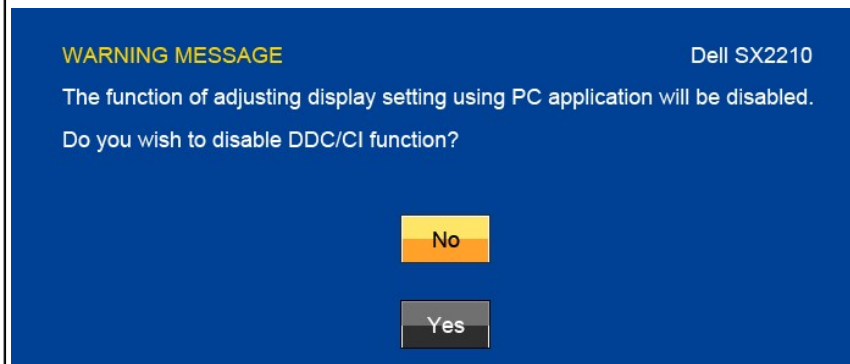 WARNING MESSAGE Dell SX2210
The function of adjusting display setting using PC application will be disabled.
Do you wish to disable DDC/CI function?
No
Yes